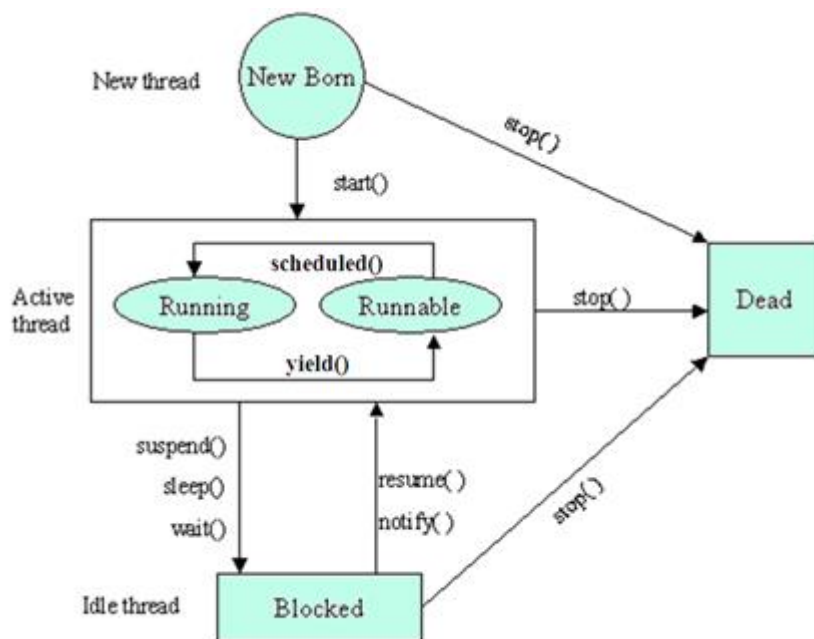 New thread
New Born
stop( )
start()
scheduled()
Active
thread
Running
Runnable
stop( )
Dead
yield()
suspend()
sleep()
wait()
resume( )
notify( )
stop( )
Idle thread
Blocked